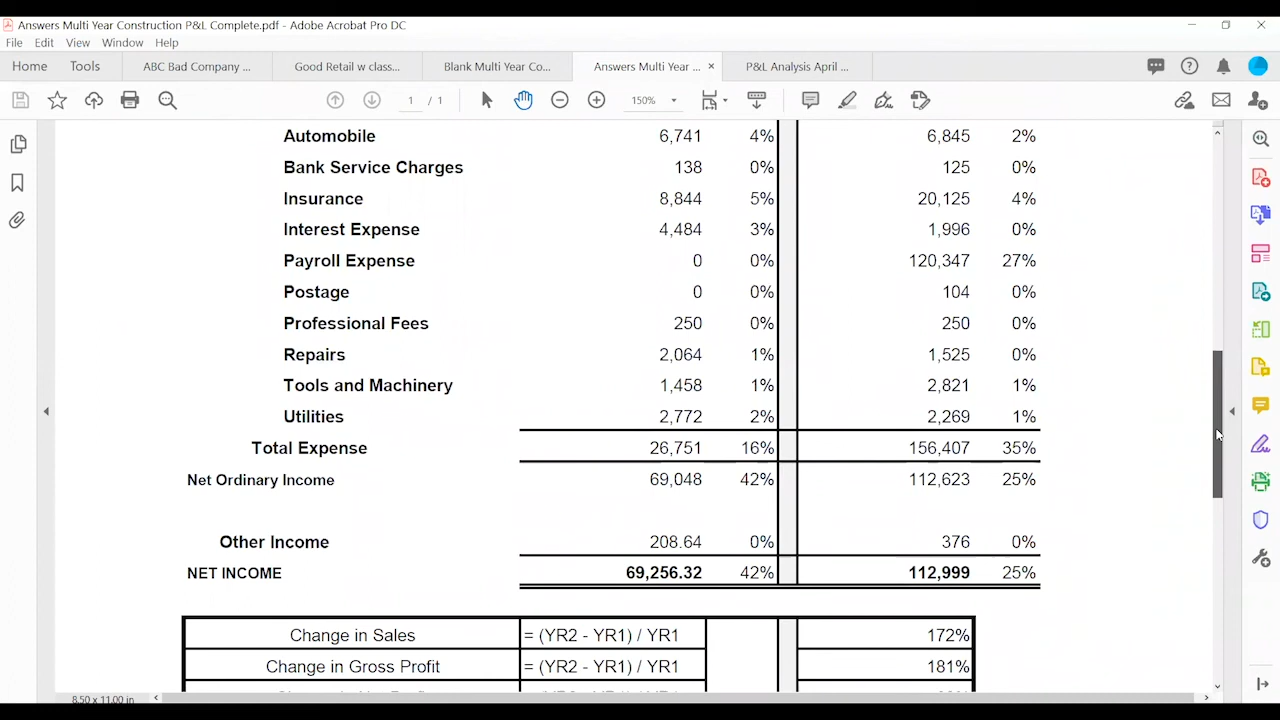 Answers Multi Year Construction P&L Complete.pdf - Adobe Acrobat Pro DC
File Edit View Window Help
Home Tools ABC Bad Company ... Good Retail w class... Blank Multi Year Co... Answers Multi Year ... × P&L Analysis April ...
1 / 1 150%
Automobile 6,741 4% 6,845 2%
Bank Service Charges 138 0% 125 0%
Insurance 8,844 5% 20,125 4%
Interest Expense 4,484 3% 1,996 0%
Payroll Expense 0 0% 120,347 27%
Postage 0 0% 104 0%
Professional Fees 250 0% 250 0%
Repairs 2,064 1% 1,525 0%
Tools and Machinery 1,458 1% 2,821 1%
Utilities 2,772 2% 2,269 1%
Total Expense 26,751 16% 156,407 35%
Net Ordinary Income 69,048 42% 112,623 25%
Other Income 208.64 0% 376 0%
NET INCOME 69,256.32 42% 112,999 25%
Change in Sales = (YR2 - YR1) / YR1 172%
Change in Gross Profit = (YR2 - YR1) / YR1 181%
8.50 x 11.00 in